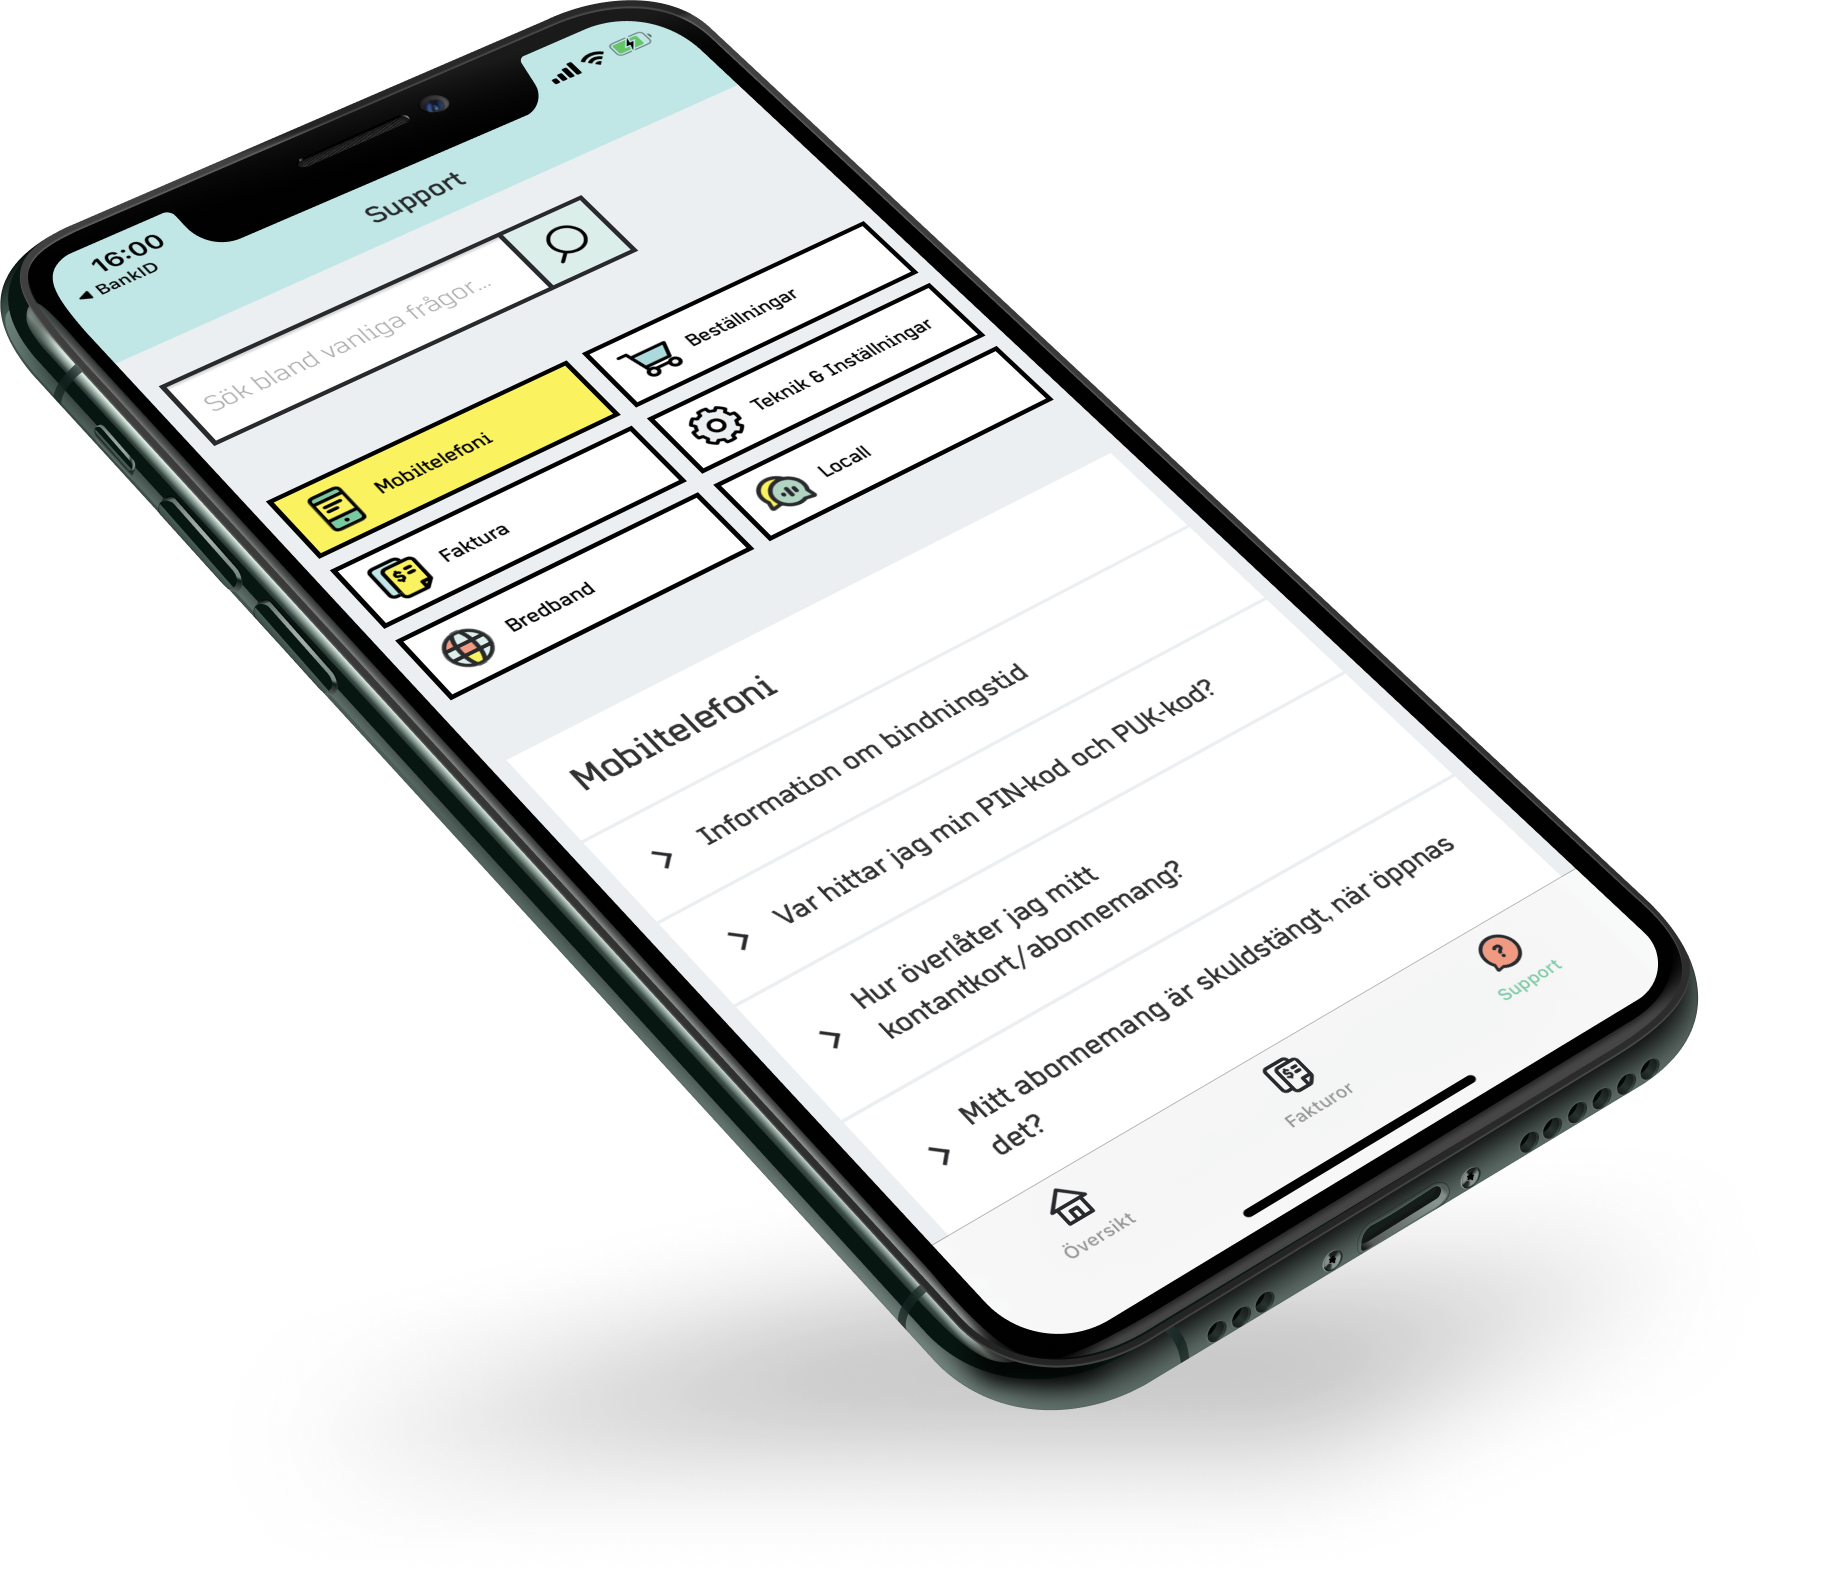 16:00
◀ BankID
Support
Sök bland vanliga frågor...
Mobiltelefoni
Beställningar
Faktura
Teknik & Inställningar
Bredband
Locall
Mobiltelefoni
Information om bindningstid
Var hittar jag min PIN-kod och PUK-kod?
Hur överlåter jag mitt
kontantkort/abonnemang?
Mitt abonnemang är skuldstängt, när öppnas
det?
Översikt
Fakturor
Support